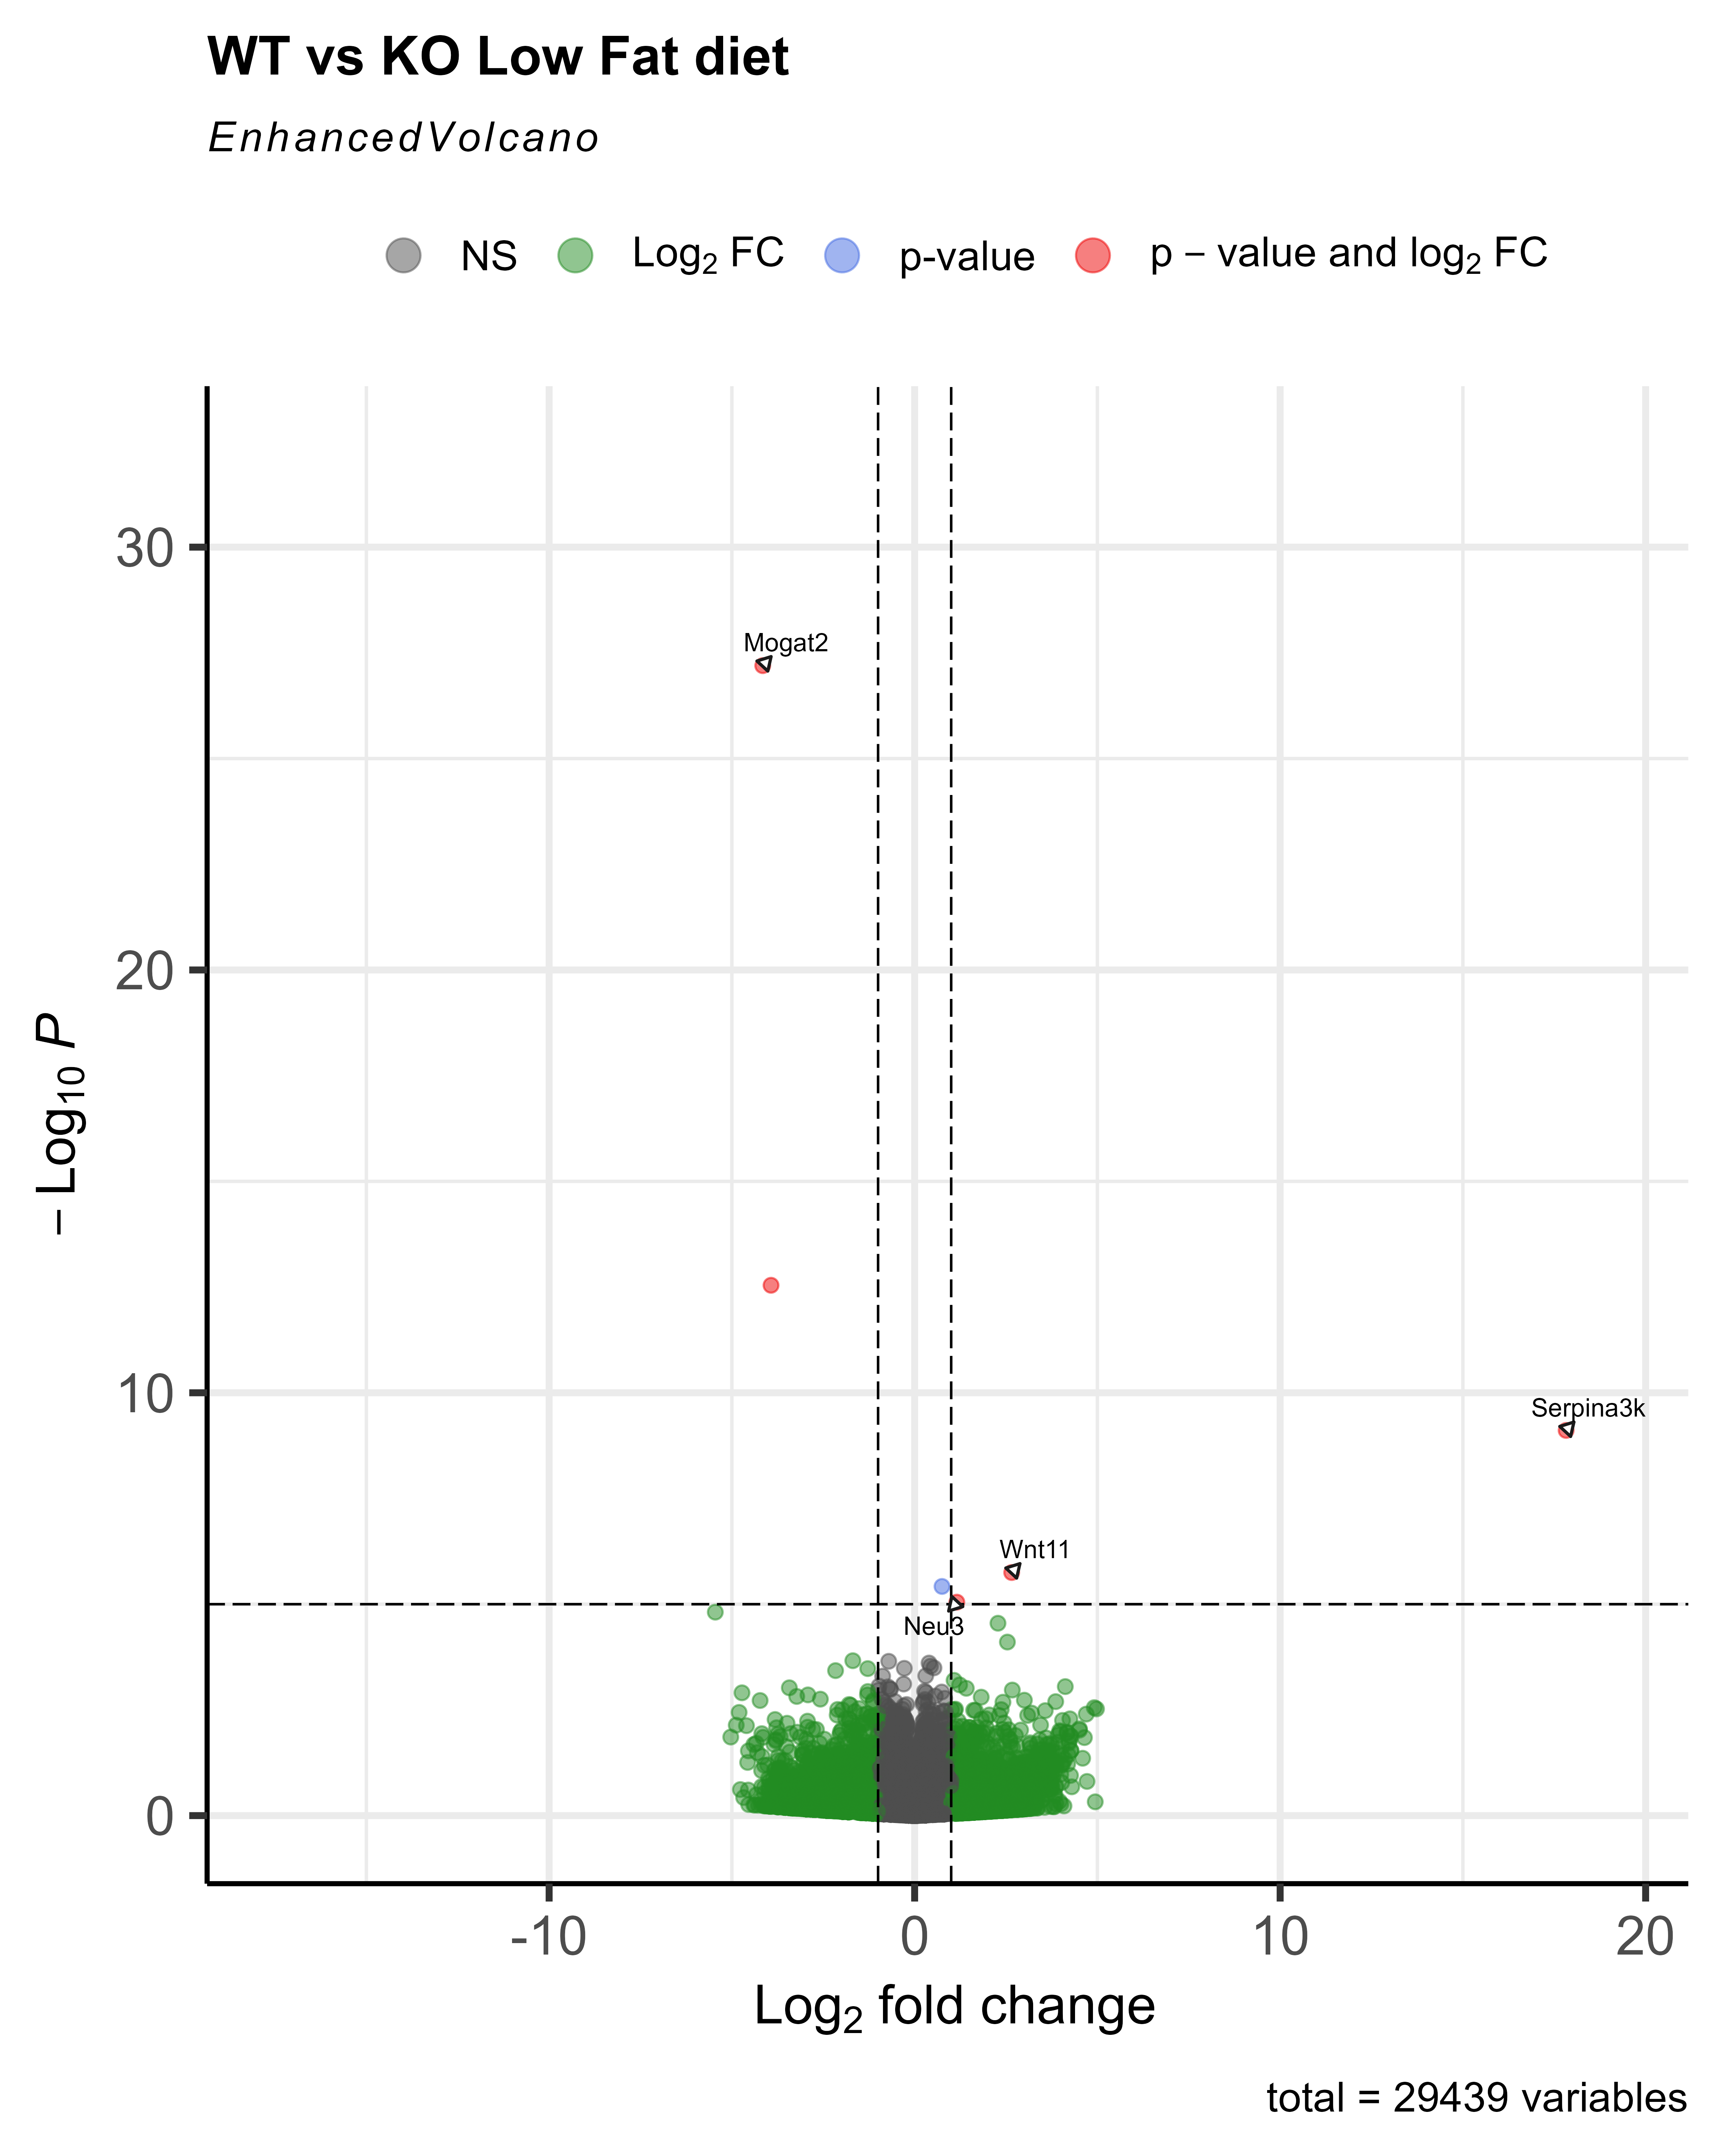 WT vs KO Low Fat diet
EnhancedVolcano
NS Log₂ FC p-value p − value and log₂ FC
30
Mogat2
20
− Log₁₀ P
10
Serpina3k
Wnt11
Neu3
0
-10 0 10 20
Log₂ fold change
total = 29439 variables